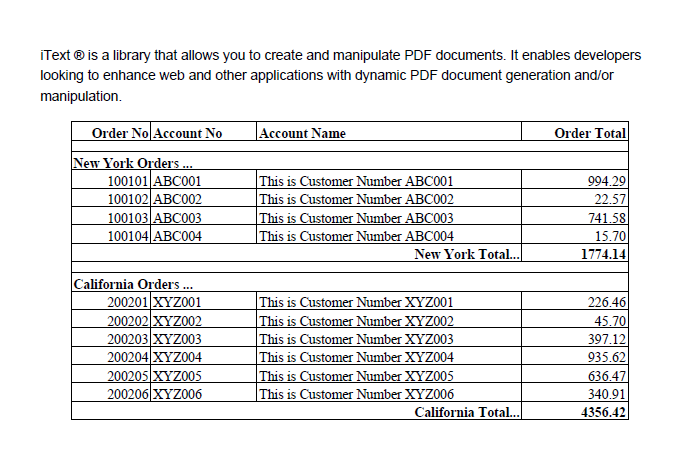 iText ® is a library that allows you to create and manipulate PDF documents. It enables developers
looking to enhance web and other applications with dynamic PDF document generation and/or
manipulation.
Order No Account No Account Name Order Total
New York Orders ...
100101 ABC001 This is Customer Number ABC001 994.29
100102 ABC002 This is Customer Number ABC002 22.57
100103 ABC003 This is Customer Number ABC003 741.58
100104 ABC004 This is Customer Number ABC004 15.70
New York Total... 1774.14
California Orders ...
200201 XYZ001 This is Customer Number XYZ001 226.46
200202 XYZ002 This is Customer Number XYZ002 45.70
200203 XYZ003 This is Customer Number XYZ003 397.12
200204 XYZ004 This is Customer Number XYZ004 935.62
200205 XYZ005 This is Customer Number XYZ005 636.47
200206 XYZ006 This is Customer Number XYZ006 340.91
California Total... 4356.42